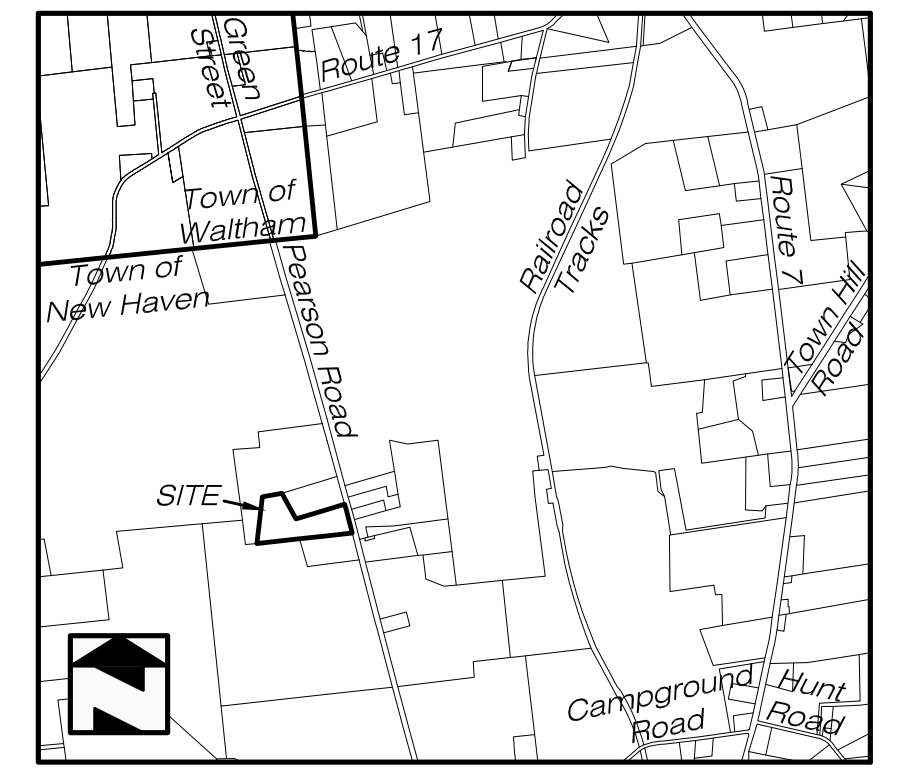 Green
Street
Route 17
Town of
Waltham
Town of
New Haven
Pearson Road
Railroad
Tracks
Route 7
Town Hill
Road
SITE
Campground
Road
Hunt
Road
N